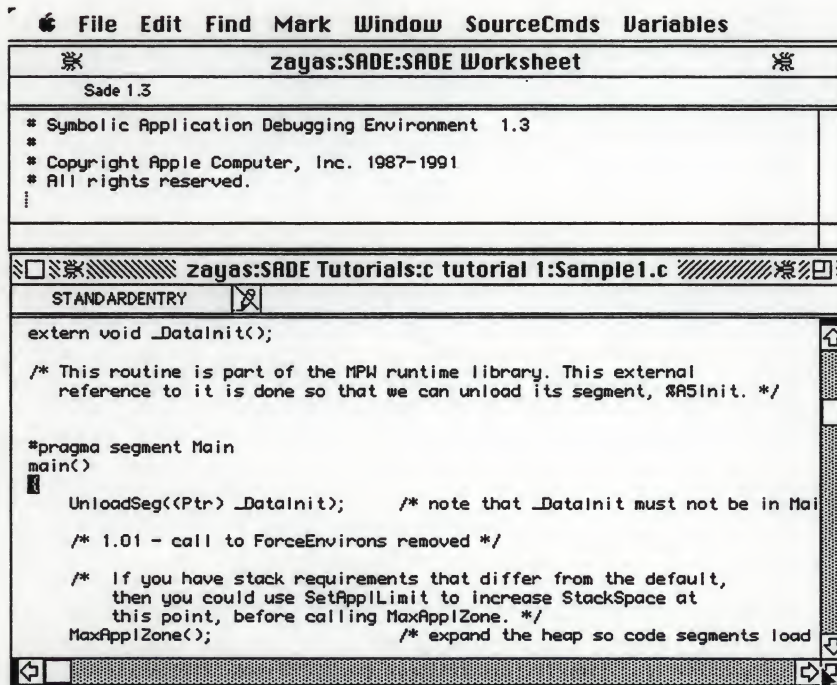 File Edit Find Mark Window SourceCmds Variables
zayas:SADE:SADE Worksheet
Sade 1.3
# Symbolic Application Debugging Environment 1.3
#
# Copyright Apple Computer, Inc. 1987-1991
# All rights reserved.
zayas:SADE Tutorials:c tutorial 1:Sample1.c
STANDARDENTRY
extern void _DataInit();
/* This routine is part of the MPW runtime library. This external
reference to it is done so that we can unload its segment, %A5Init. */
#pragma segment Main
main()
{
UnloadSeg((Ptr) _DataInit); /* note that _DataInit must not be in Mai
/* 1.01 - call to ForceEnvirons removed */
/* If you have stack requirements that differ from the default,
then you could use SetApplLimit to increase StackSpace at
this point, before calling MaxApplZone. */
MaxApplZone(); /* expand the heap so code segments load